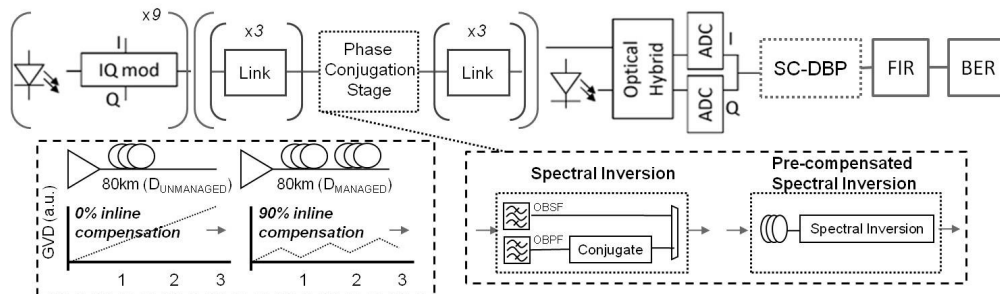 x9
I
IQ mod
Q
x3
Link
Phase
Conjugation
Stage
x3
Link
Optical
Hybrid
ADC
I
ADC
Q
SC-DBP
FIR
BER
80km (DUNMANAGED)
80km (DMANAGED)
GVD (a.u.)
0% inline
compensation
90% inline
compensation
1 2 3
1 2 3
Spectral Inversion
OBSF
OBPF
Conjugate
Pre-compensated
Spectral Inversion
Spectral Inversion